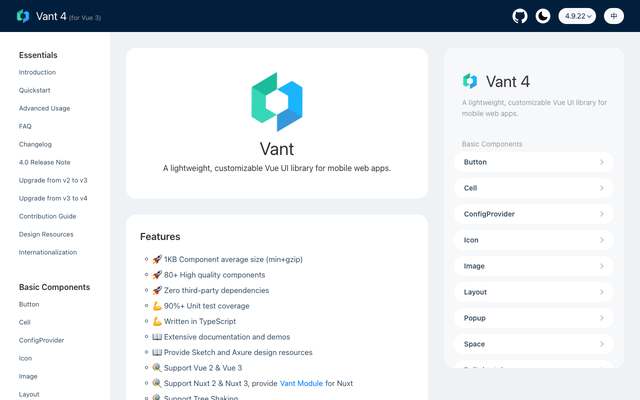 Vant 4 (for Vue 3)
4.9.22
中
Essentials
Introduction
Quickstart
Advanced Usage
FAQ
Changelog
4.0 Release Note
Upgrade from v2 to v3
Upgrade from v3 to v4
Contribution Guide
Design Resources
Internationalization
Basic Components
Button
Cell
ConfigProvider
Icon
Image
Layout
Vant
A lightweight, customizable Vue UI library for mobile web apps.
Features
🚀 1KB Component average size (min+gzip)
🚀 80+ High quality components
🚀 Zero third-party dependencies
💪 90%+ Unit test coverage
💪 Written in TypeScript
📖 Extensive documentation and demos
📖 Provide Sketch and Axure design resources
🔍 Support Vue 2 & Vue 3
🔍 Support Nuxt 2 & Nuxt 3, provide Vant Module for Nuxt
🔍 Support Tree Shaking
Vant 4
A lightweight, customizable Vue UI library for
mobile web apps.
Basic Components
Button
Cell
ConfigProvider
Icon
Image
Layout
Popup
Space